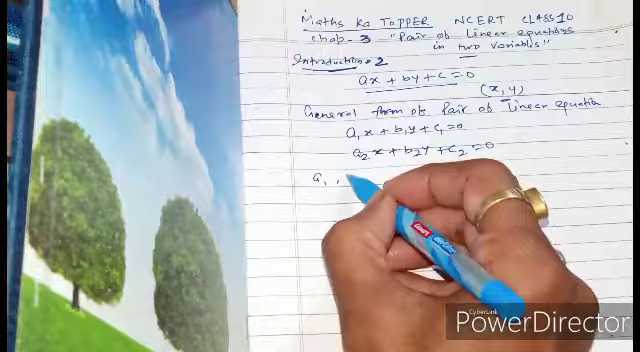 Maths Ka TOPPER NCERT CLASS 10
Chap-3 "Pair of Linear equations
in two variables"
Introduction 2
ax + by + c = 0
(x, y)
General form of Pair of Linear equation
a₁x + b₁y + c₁ = 0
a₂x + b₂y + c₂ = 0
a₁ ,
CyberLink
PowerDirector